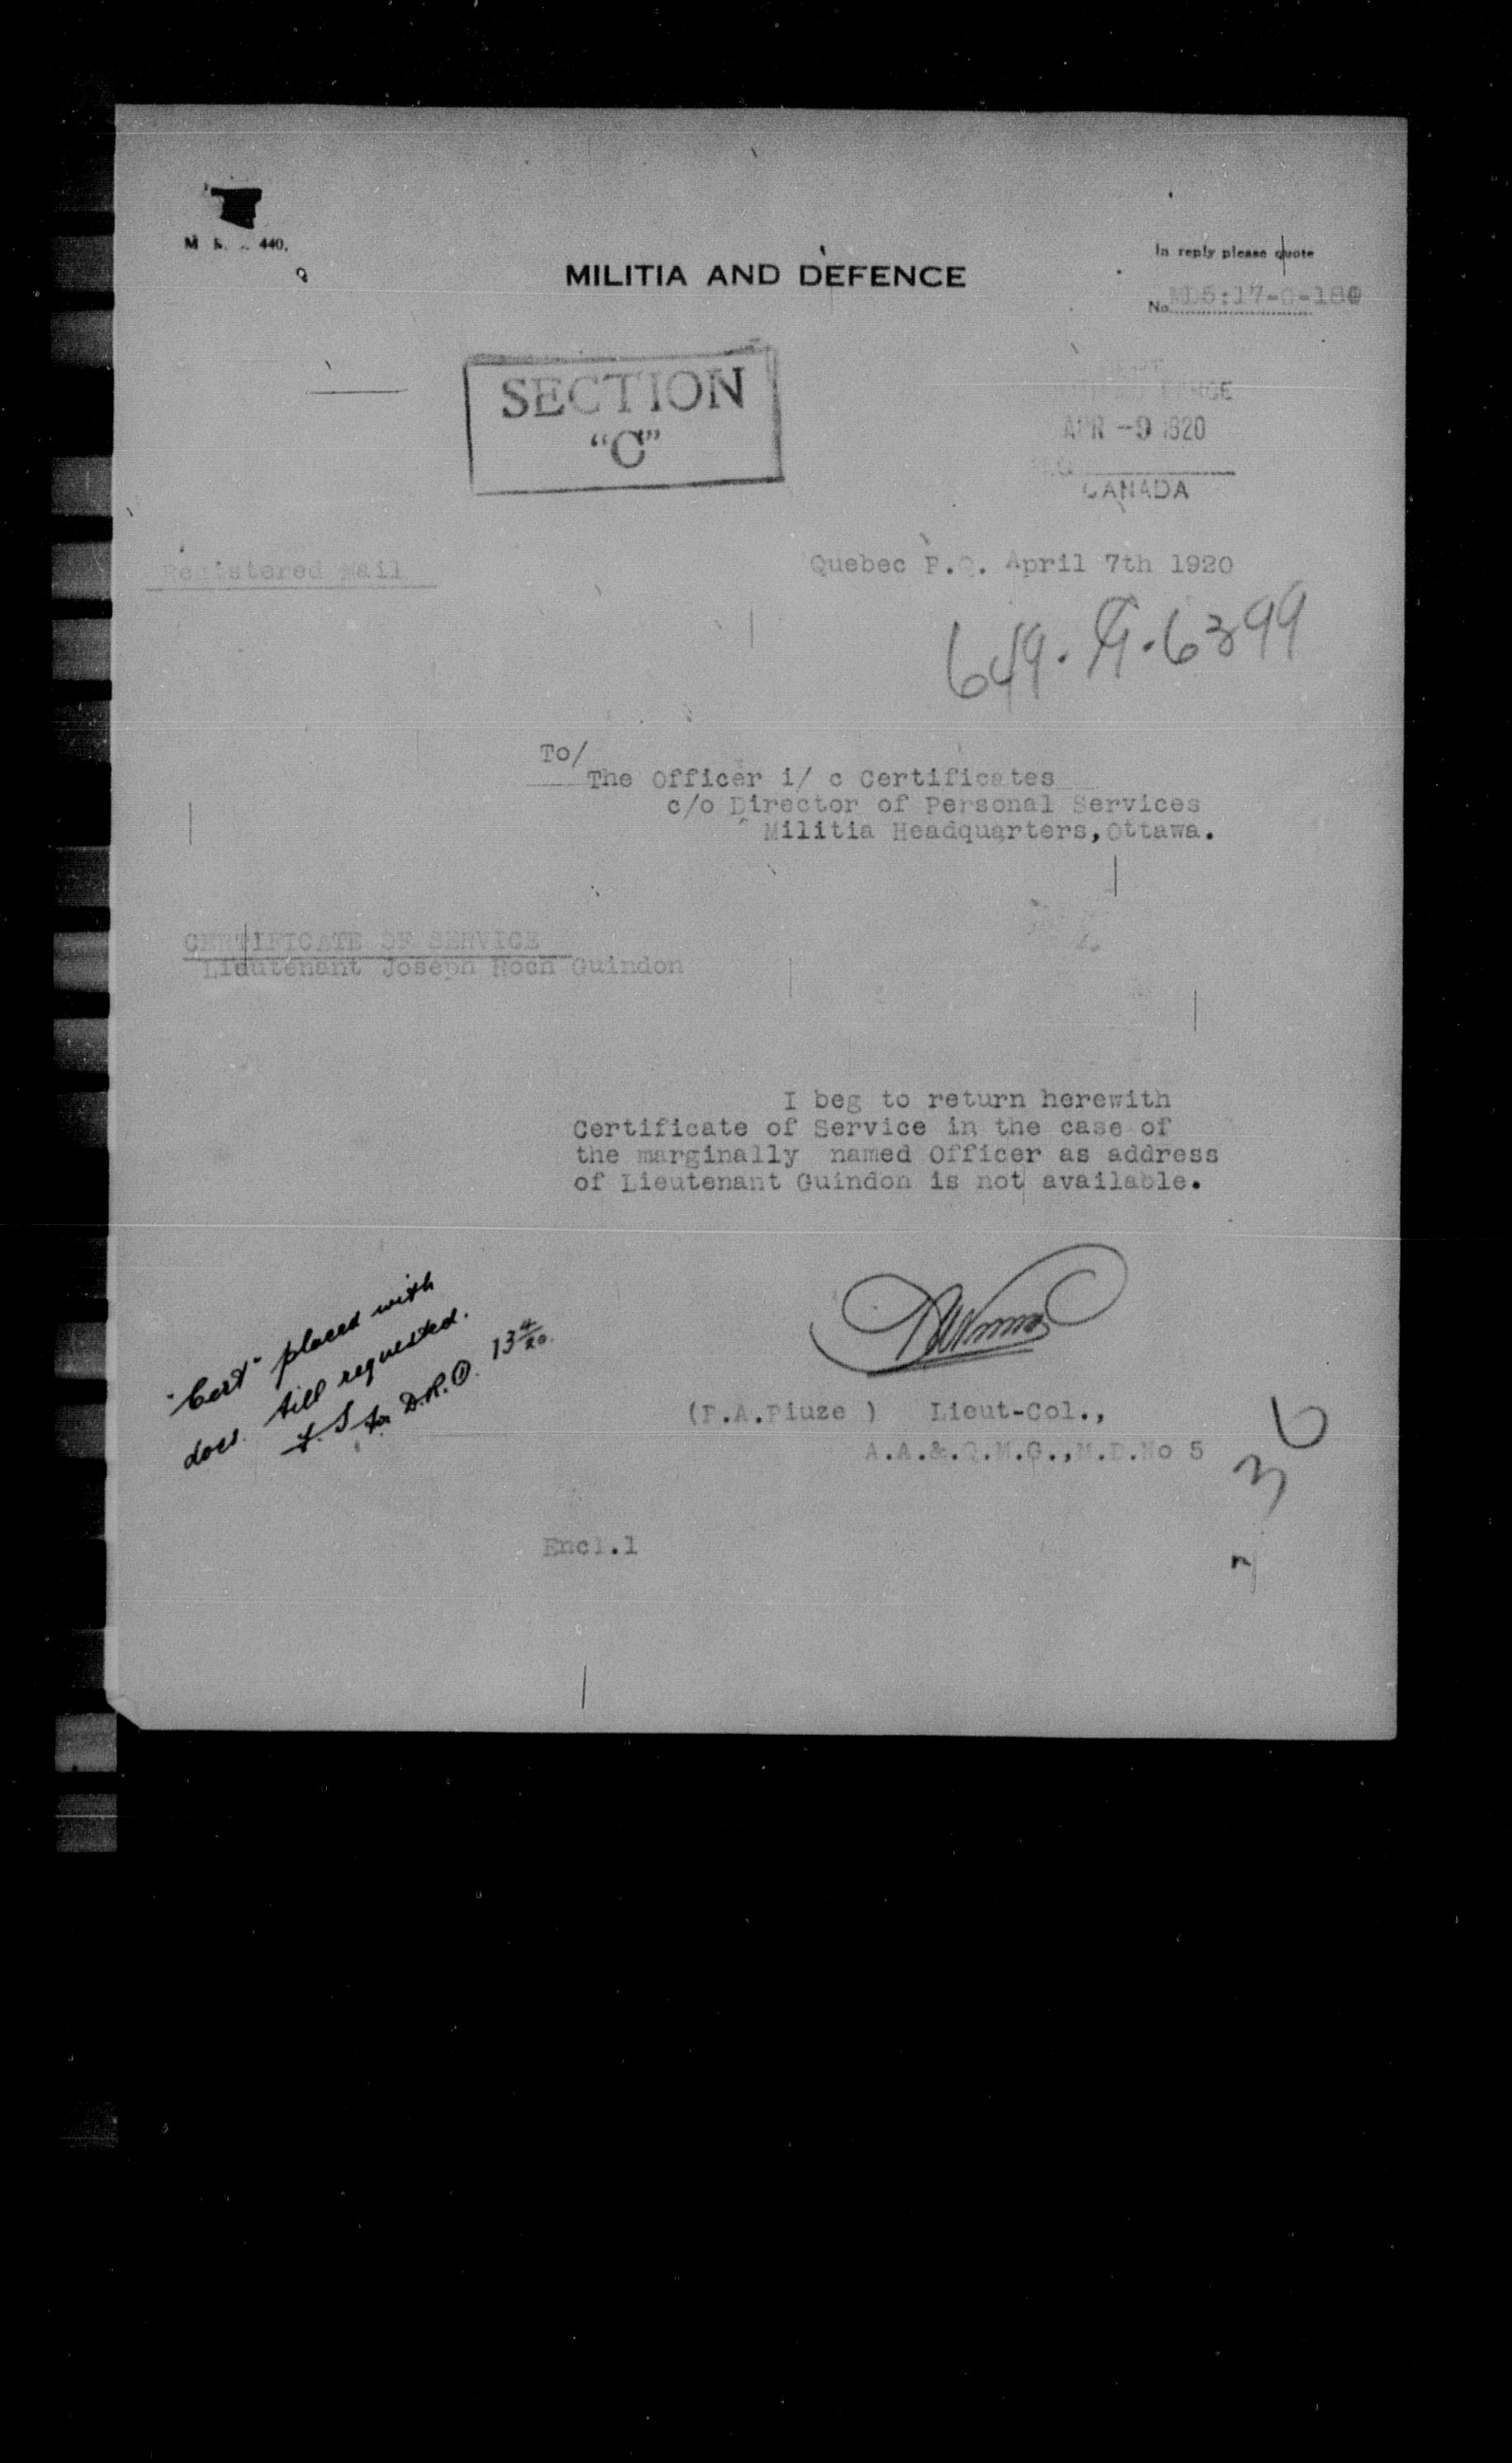 440.
MILITIA AND DEFENCE
In reply please quote
No MD5:17-G-180
SECTION
"C"
APR -9 1920
CANADA
Registered Mail
Quebec P.Q. April 7th 1920
649. G. 6399
To/
The Officer i/ c Certificates
c/o Director of Personal Services
Militia Headquarters, Ottawa.
CERTIFICATE OF SERVICE
Lieutenant Joseph Roch Guindon
I beg to return herewith
Certificate of Service in the case of
the marginally named Officer as address
of Lieutenant Guindon is not available.
"Cert" placed with
docs. till requested.
for D.R.O. 13 4/20.
(P.A.Piuze ) Lieut-Col.,
A.A.&.Q.M.G.,M.D.No 5
Encl.1